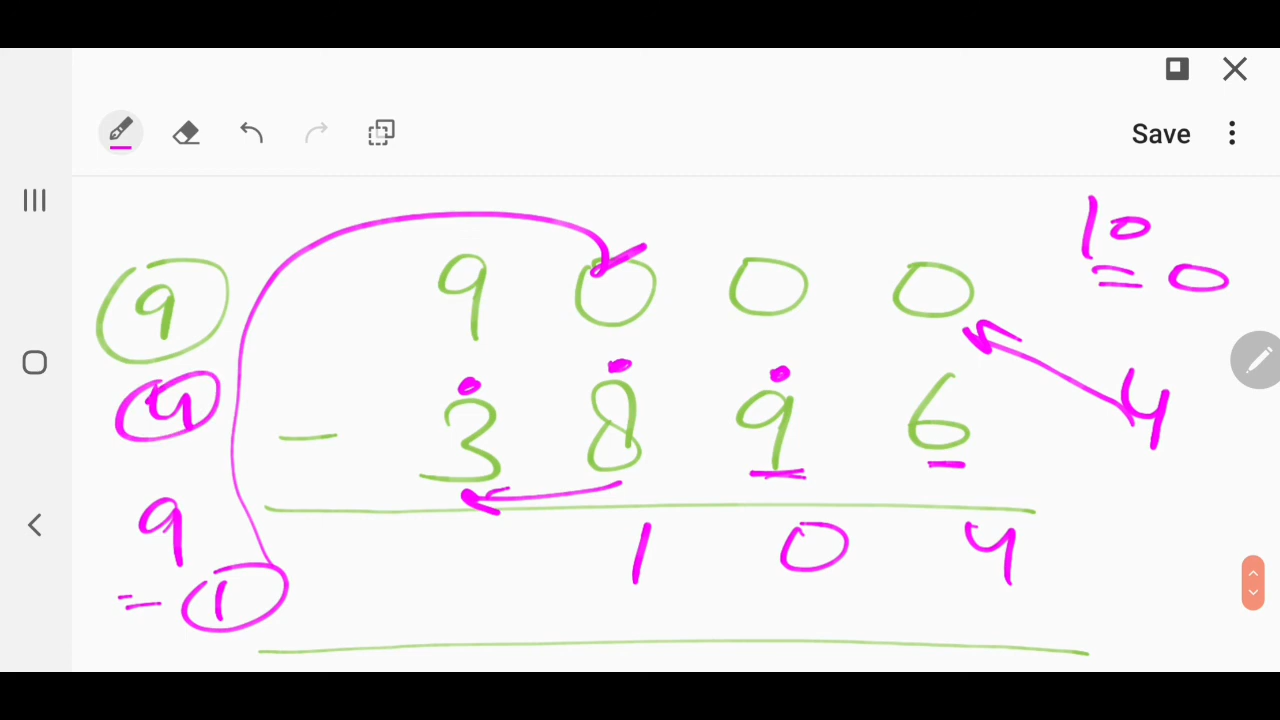 Save
10
9 9 0 0 0 = 0
9 - 3 8 9 6 4
9 1 0 4
= 1